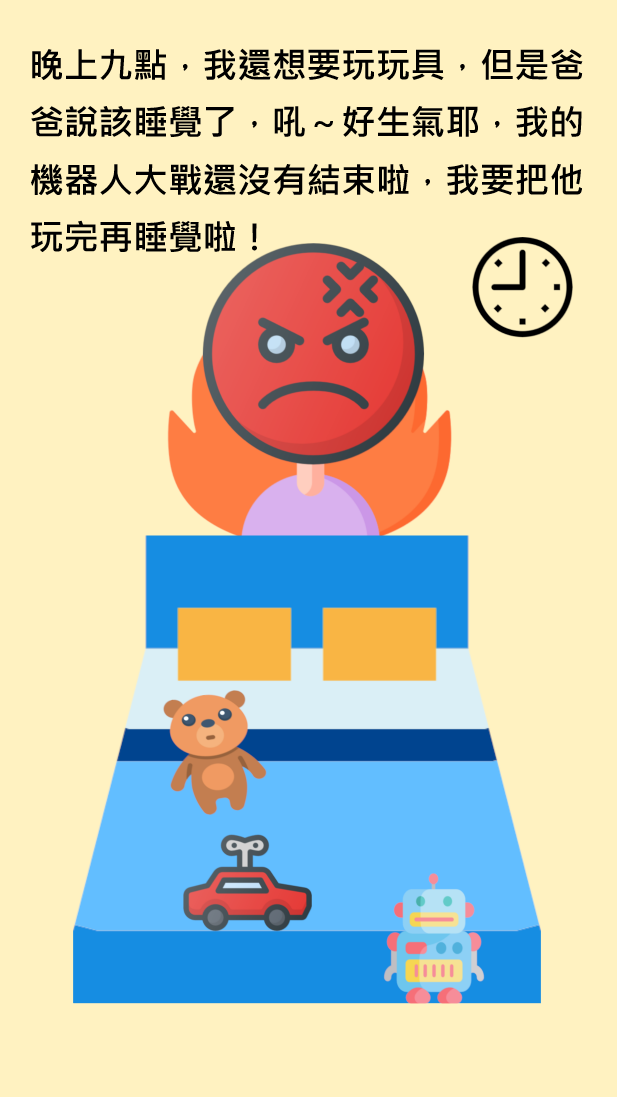 晚上九點，我還想要玩玩具，但是爸
爸說該睡覺了，吼～好生氣耶，我的
機器人大戰還沒有結束啦，我要把他
玩完再睡覺啦！